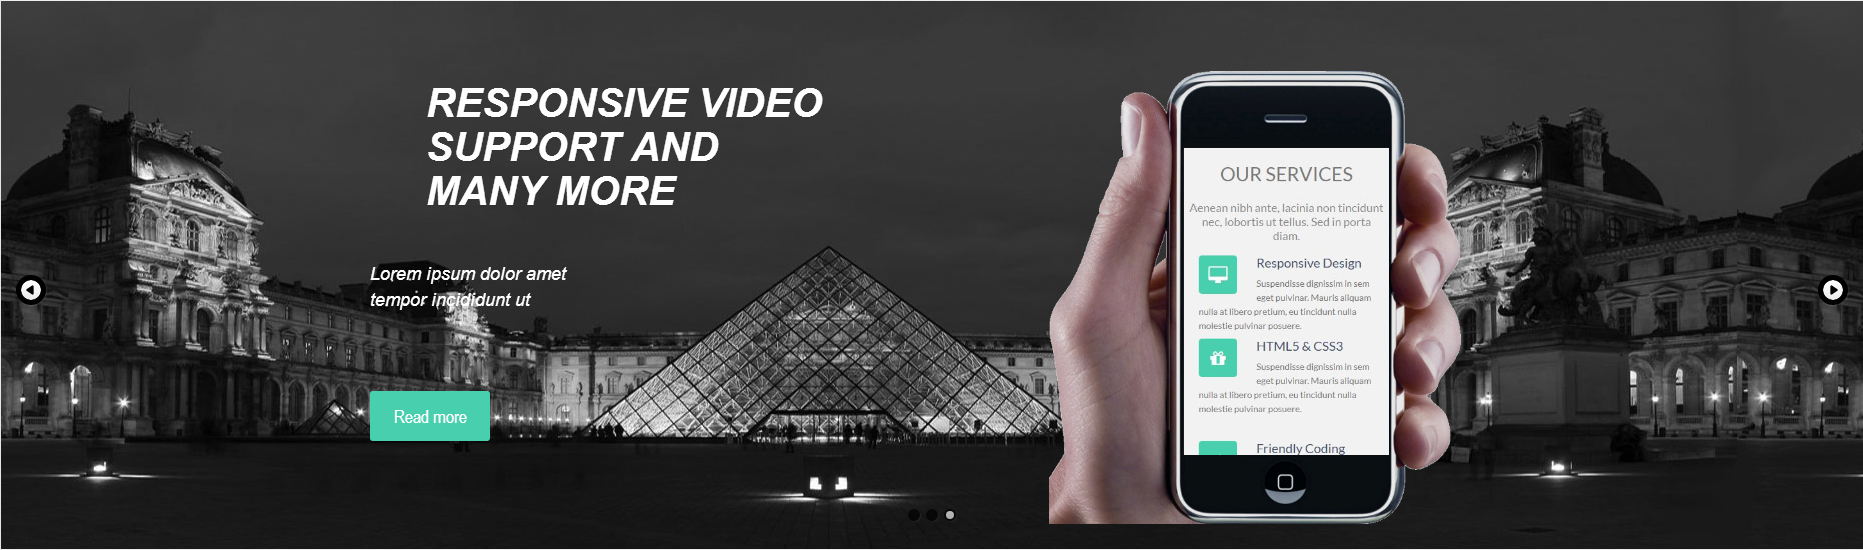 RESPONSIVE VIDEO
SUPPORT AND
MANY MORE
Lorem ipsum dolor amet
tempor incididunt ut
Read more
OUR SERVICES
Aenean nibh ante, lacinia non tincidunt
nec, lobortis ut tellus. Sed in porta
diam.
Responsive Design
Suspendisse dignissim in sem
eget pulvinar. Mauris aliquam
nulla at libero pretium, eu tincidunt nulla
molestie pulvinar posuere.
HTML5 & CSS3
Suspendisse dignissim in sem
eget pulvinar. Mauris aliquam
nulla at libero pretium, eu tincidunt nulla
molestie pulvinar posuere.
Friendly Coding